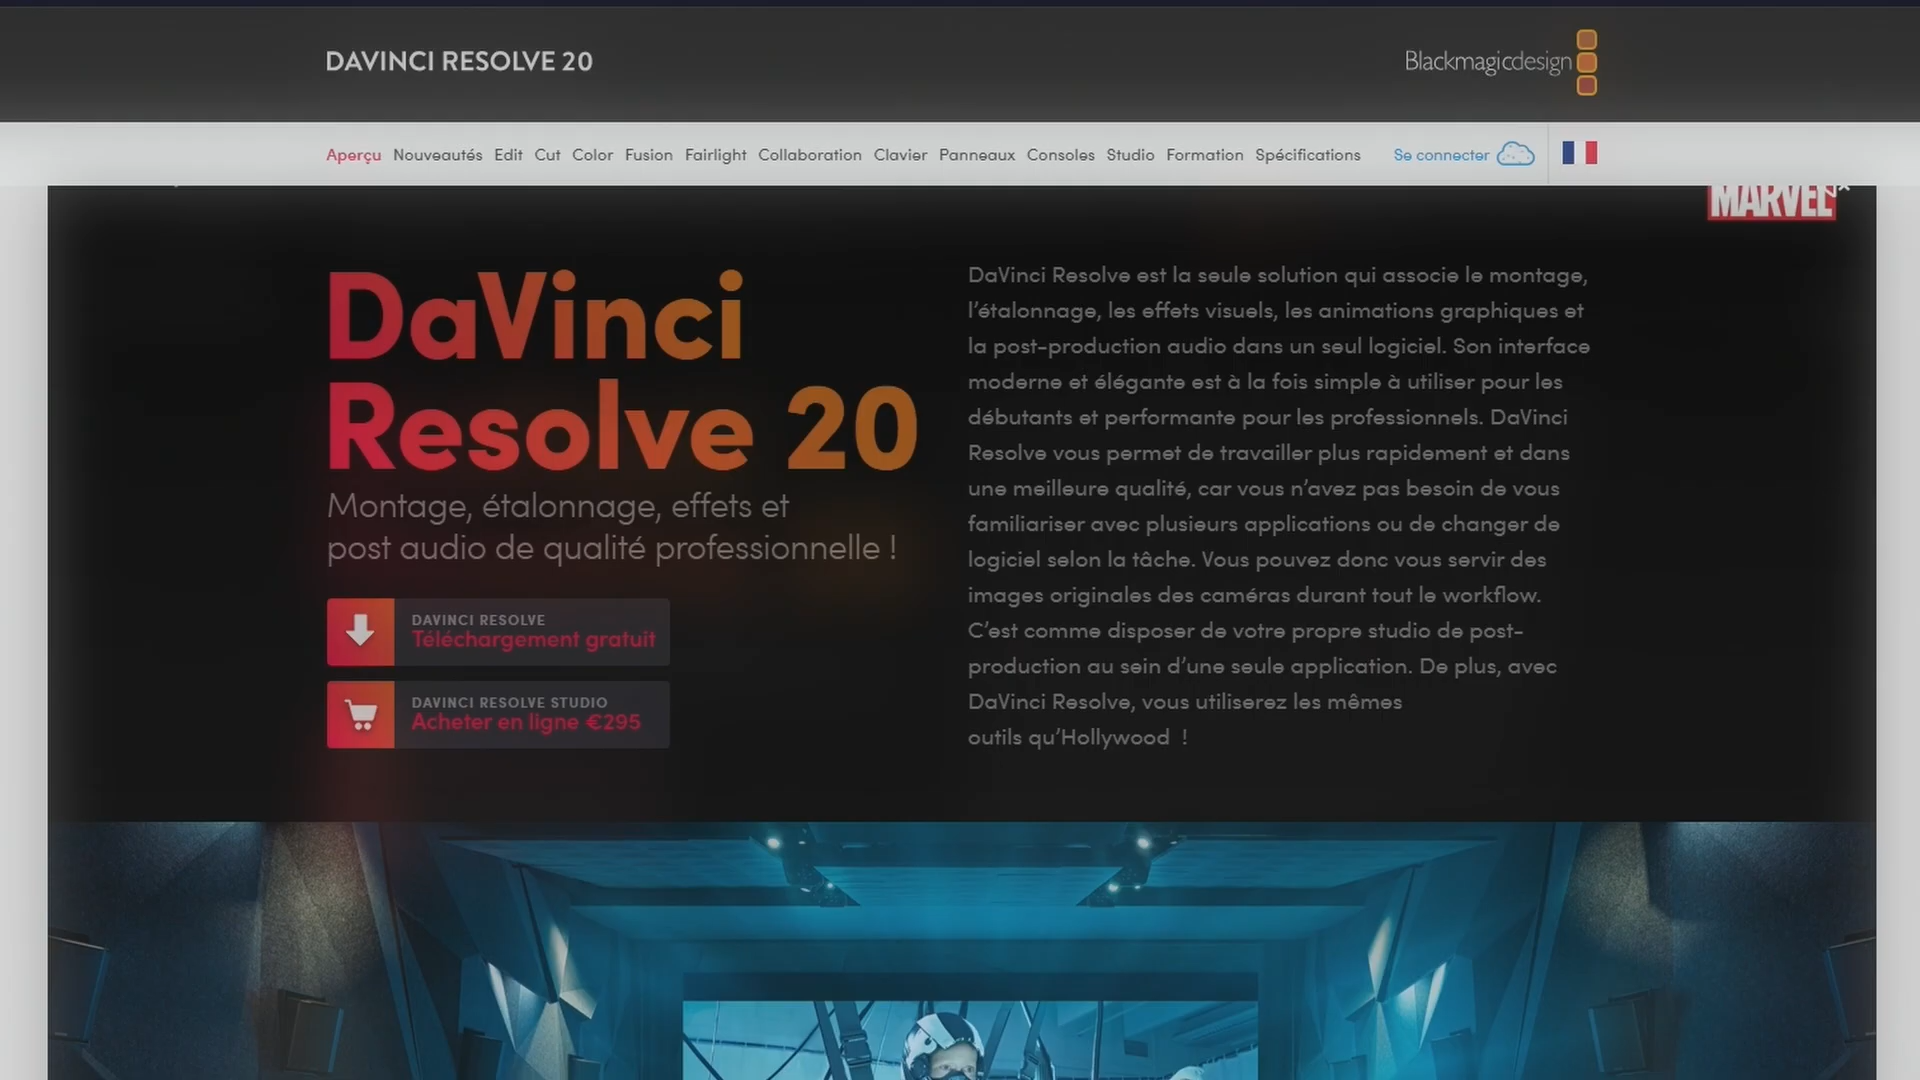 DAVINCI RESOLVE 20
Blackmagicdesign
Aperçu Nouveautés Edit Cut Color Fusion Fairlight Collaboration Clavier Panneaux Consoles Studio Formation Spécifications Se connecter
MARVEL
DaVinci
Resolve 20
Montage, étalonnage, effets et
post audio de qualité professionnelle !
DAVINCI RESOLVE
Téléchargement gratuit
DAVINCI RESOLVE STUDIO
Acheter en ligne €295
DaVinci Resolve est la seule solution qui associe le montage,
l’étalonnage, les effets visuels, les animations graphiques et
la post-production audio dans un seul logiciel. Son interface
moderne et élégante est à la fois simple à utiliser pour les
débutants et performante pour les professionnels. DaVinci
Resolve vous permet de travailler plus rapidement et dans
une meilleure qualité, car vous n’avez pas besoin de vous
familiariser avec plusieurs applications ou de changer de
logiciel selon la tâche. Vous pouvez donc vous servir des
images originales des caméras durant tout le workflow.
C’est comme disposer de votre propre studio de post-
production au sein d’une seule application. De plus, avec
DaVinci Resolve, vous utiliserez les mêmes
outils qu’Hollywood !